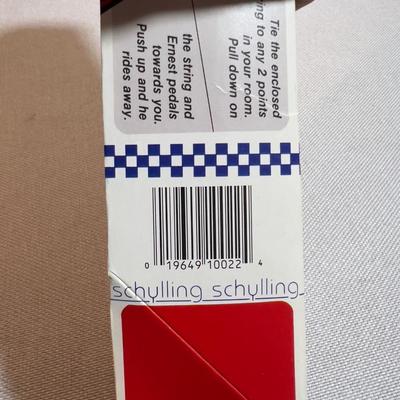 Tie the enclosed
ing to any 2 points
in your room.
Pull down on
the string and
Ernest pedals
towards you.
Push up and he
rides away.
0 19649 10022 4
schylling schylling